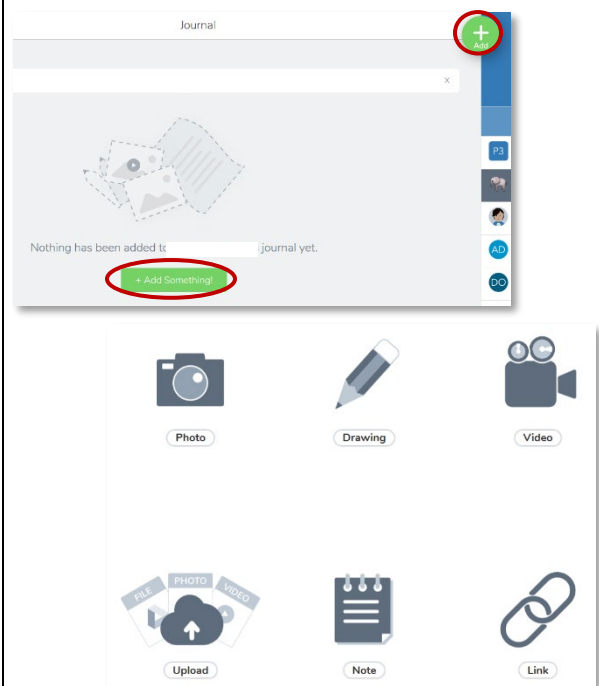 Journal
+
Add
x
P3
Nothing has been added to journal yet.
AD
+ Add Something!
DO
Photo Drawing Video
FILE PHOTO VIDEO
Upload Note Link